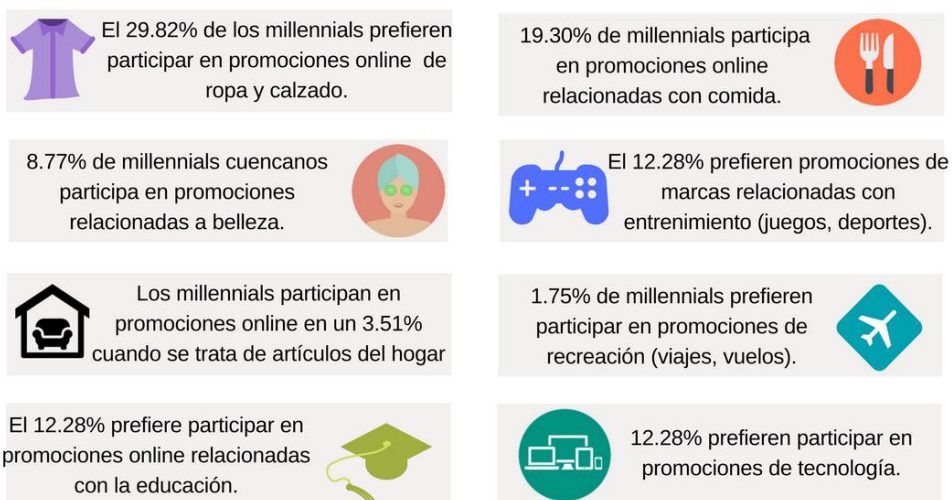 El 29.82% de los millennials prefieren
participar en promociones online de
ropa y calzado.
19.30% de millennials participa
en promociones online
relacionadas con comida.
8.77% de millennials cuencanos
participa en promociones
relacionadas a belleza.
El 12.28% prefieren promociones de
marcas relacionadas con
entrenimiento (juegos, deportes).
Los millennials participan en
promociones online en un 3.51%
cuando se trata de artículos del hogar
1.75% de millennials prefieren
participar en promociones de
recreación (viajes, vuelos).
El 12.28% prefiere participar en
promociones online relacionadas
con la educación.
12.28% prefieren participar en
promociones de tecnología.